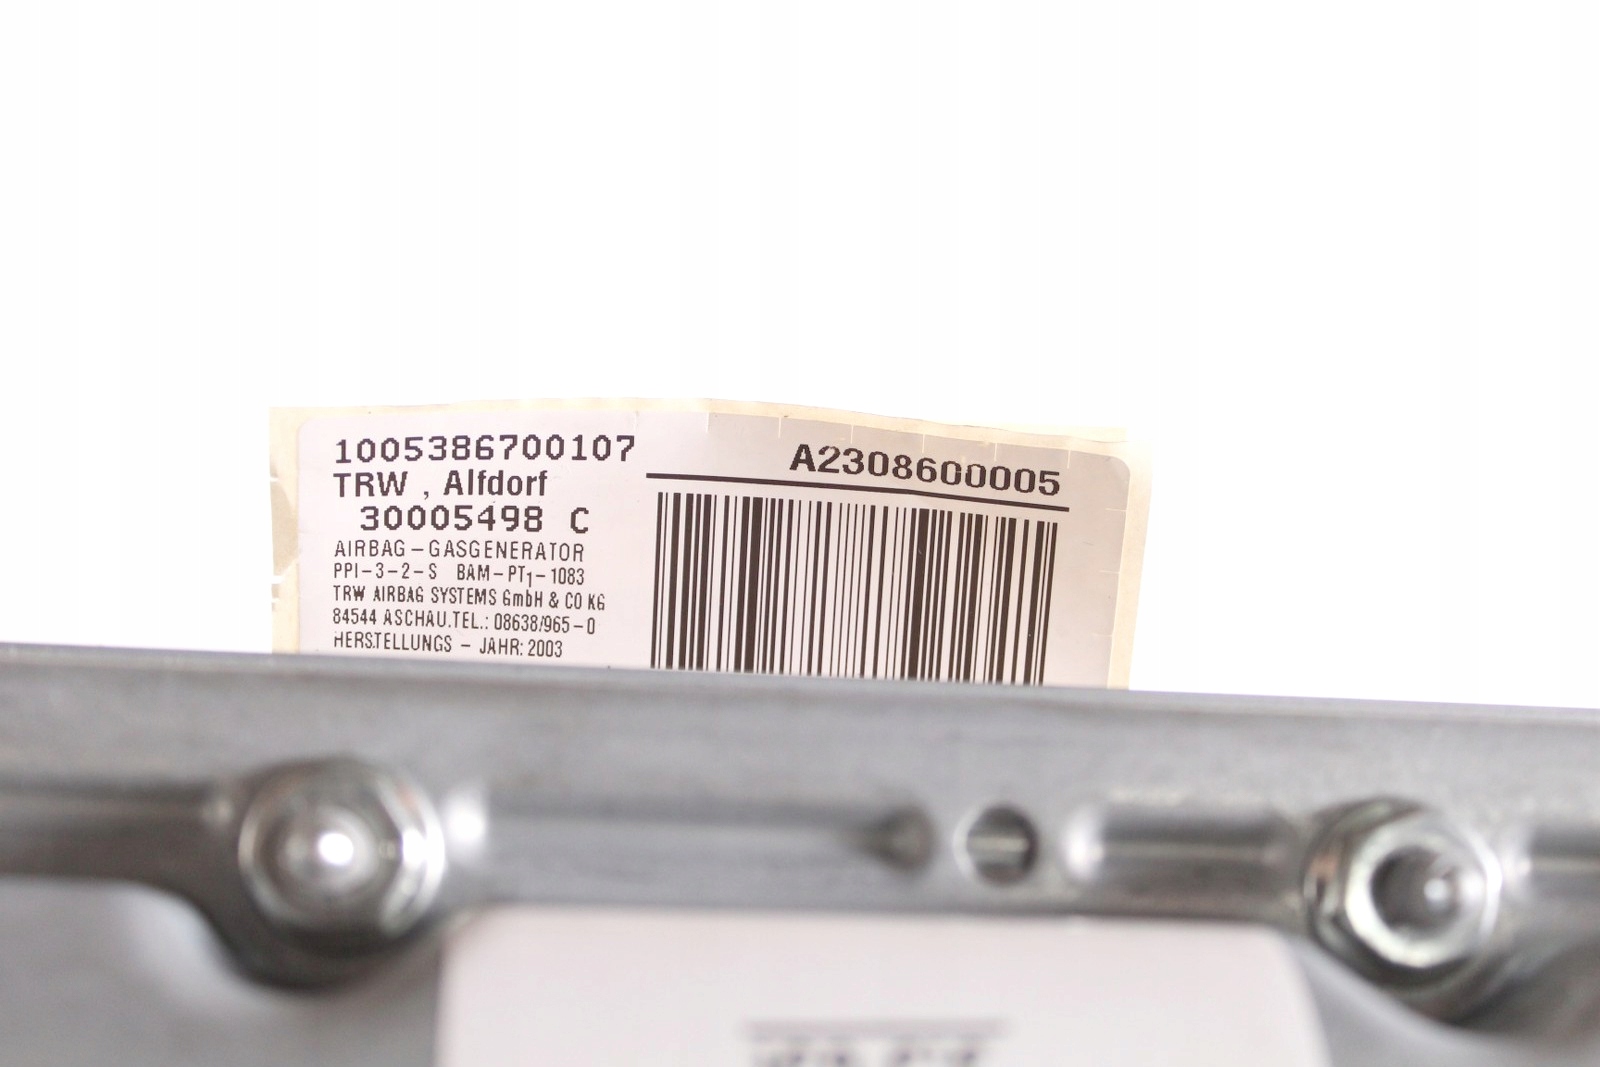 1005386700107
TRW , Alfdorf
30005498 C
AIRBAG – GASGENERATOR
PPI – 3 – 2 – S BAM – PT1 – 1083
TRW AIRBAG SYSTEMS GmbH & CO KG
84544 ASCHAU.TEL.: 08638/965 – 0
HERSTELLUNGS – JAHR: 2003
A2308600005